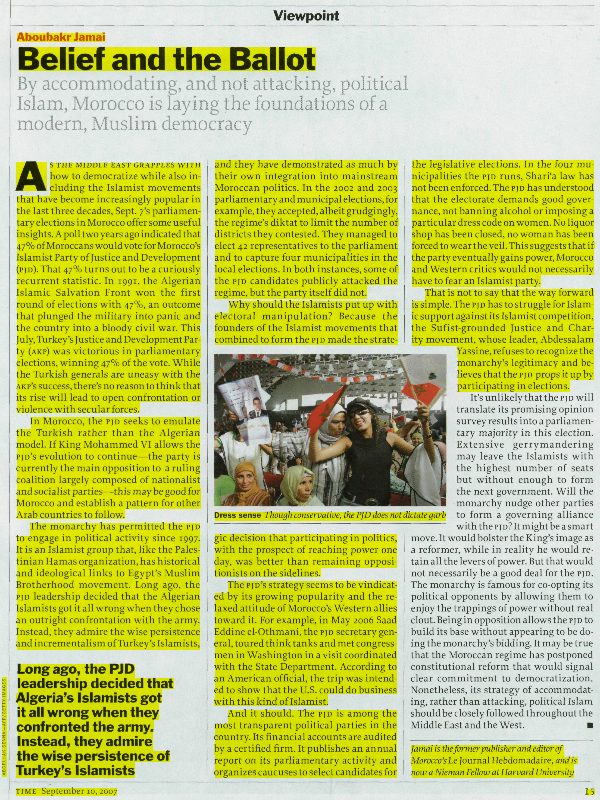 Viewpoint
Aboubakr Jamai
Belief and the Ballot
By accommodating, and not attacking, political
Islam, Morocco is laying the foundations of a
modern, Muslim democracy
AS THE MIDDLE EAST GRAPPLES WITH
how to democratize while also in-
cluding the Islamist movements
that have become increasingly popular in
the last three decades, Sept. 7's parliamen-
tary elections in Morocco offer some useful
insights. A poll two years ago indicated that
47% of Moroccans would vote for Morocco's
Islamist Party of Justice and Development
(PJD). That 47% turns out to be a curiously
recurrent statistic. In 1991, the Algerian
Islamic Salvation Front won the first
round of elections with 47%, an outcome
that plunged the military into panic and
the country into a bloody civil war. This
July, Turkey's Justice and Development Par-
ty (AKP) was victorious in parliamentary
elections, winning 47% of the vote. While
the Turkish generals are uneasy with the
AKP's success, there's no reason to think that
its rise will lead to open confrontation or
violence with secular forces.
In Morocco, the PJD seeks to emulate
the Turkish rather than the Algerian
model. If King Mohammed VI allows the
PJD's evolution to continue—the party is
currently the main opposition to a ruling
coalition largely composed of nationalist
and socialist parties—this may be good for
Morocco and establish a pattern for other
Arab countries to follow.
The monarchy has permitted the PJD
to engage in political activity since 1997.
It is an Islamist group that, like the Pales-
tinian Hamas organization, has historical
and ideological links to Egypt's Muslim
Brotherhood movement. Long ago, the
PJD leadership decided that the Algerian
Islamists got it all wrong when they chose
an outright confrontation with the army.
Instead, they admire the wise persistence
and incrementalism of Turkey's Islamists,
Long ago, the PJD
leadership decided that
Algeria's Islamists got
it all wrong when they
confronted the army.
Instead, they admire
the wise persistence of
Turkey's Islamists
and they have demonstrated as much by
their own integration into mainstream
Moroccan politics. In the 2002 and 2003
parliamentary and municipal elections, for
example, they accepted, albeit grudgingly,
the regime's diktat to limit the number of
districts they contested. They managed to
elect 42 representatives to the parliament
and to capture four municipalities in the
local elections. In both instances, some of
the PJD candidates publicly attacked the
regime, but the party itself did not.
Why should the Islamists put up with
electoral manipulation? Because the
founders of the Islamist movements that
combined to form the PJD made the strate-
Dress sense Though conservative, the PJD does not dictate garb
gic decision that participating in politics,
with the prospect of reaching power one
day, was better than remaining opposi-
tionists on the sidelines.
The PJD's strategy seems to be vindicat-
ed by its growing popularity and the re-
laxed attitude of Morocco's Western allies
toward it. For example, in May 2006 Saad
Eddine el-Othmani, the PJD secretary gen-
eral, toured think tanks and met congress-
men in Washington in a visit coordinated
with the State Department. According to
an American official, the trip was intend-
ed to show that the U.S. could do business
with this kind of Islamist.
And it should. The PJD is among the
most transparent political parties in the
country. Its financial accounts are audited
by a certified firm. It publishes an annual
report on its parliamentary activity and
organizes caucuses to select candidates for
the legislative elections. In the four mu-
nicipalities the PJD runs, Shari'a law has
not been enforced. The PJD has understood
that the electorate demands good gover-
nance, not banning alcohol or imposing a
particular dress code on women. No liquor
shop has been closed, no woman has been
forced to wear the veil. This suggests that if
the party eventually gains power, Morocco
and Western critics would not necessarily
have to fear an Islamist party.
That is not to say that the way forward
is simple. The PJD has to struggle for Islam-
ic support against its Islamist competition,
the Sufist-grounded Justice and Char-
ity movement, whose leader, Abdessalam
Yassine, refuses to recognize the
monarchy's legitimacy and be-
lieves that the PJD props it up by
participating in elections.
It's unlikely that the PJD will
translate its promising opinion
survey results into a parliamen-
tary majority in this election.
Extensive gerrymandering
may leave the Islamists with
the highest number of seats
but without enough to form
the next government. Will the
monarchy nudge other parties
to form a governing alliance
with the PJD? It might be a smart
move. It would bolster the King's image as
a reformer, while in reality he would re-
tain all the levers of power. But that would
not necessarily be a good deal for the PJD.
The monarchy is famous for co-opting its
political opponents by allowing them to
enjoy the trappings of power without real
clout. Being in opposition allows the PJD to
build its base without appearing to be do-
ing the monarchy's bidding. It may be true
that the Moroccan regime has postponed
constitutional reform that would signal
clear commitment to democratization.
Nonetheless, its strategy of accommodat-
ing, rather than attacking, political Islam
should be closely followed throughout the
Middle East and the West.
Jamai is the former publisher and editor of
Morocco's Le Journal Hebdomadaire, and is
now a Nieman Fellow at Harvard University
TIME September 10, 2007
15